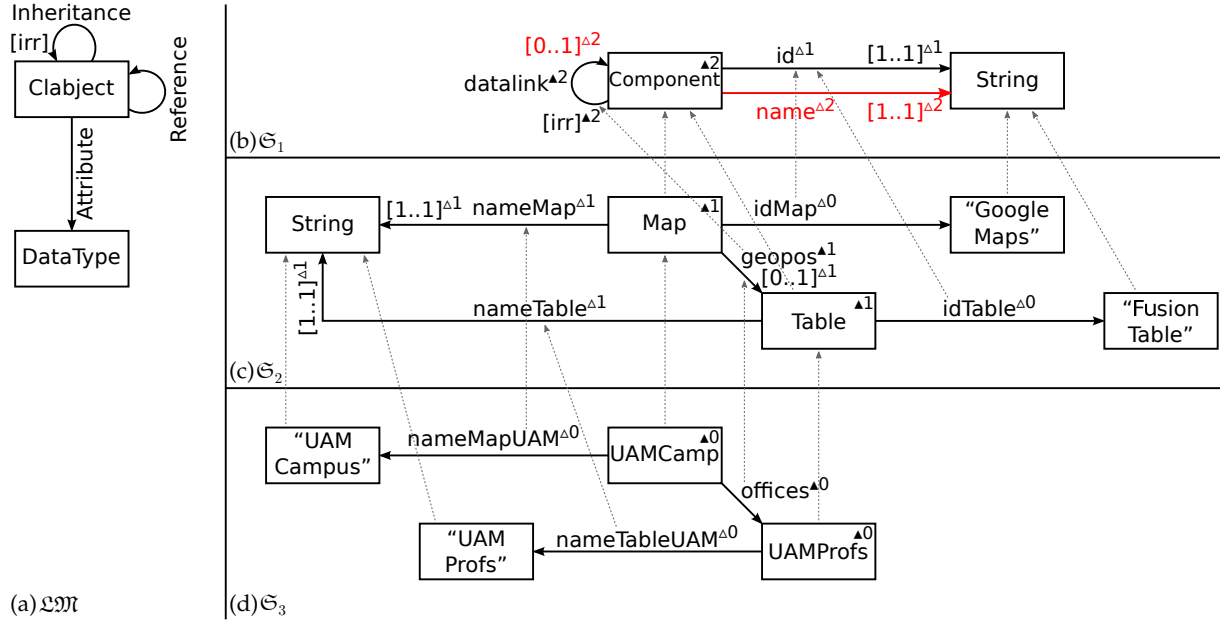 Inheritance
[irr]
Clabject
Reference
Attribute
DataType
(a) 𝔏𝔐
[0..1]△2
datalink▲2
[irr]▲2
Component▲2
id△1
[1..1]△1
name△2
[1..1]△2
String
(b) 𝔖1
String
[1..1]△1
nameMap△1
Map▲1
idMap△0
“Google
Maps”
geopos▲1
[0..1]△1
[1..1]△1
nameTable△1
Table▲1
idTable△0
“Fusion
Table”
(c) 𝔖2
“UAM
Campus”
nameMapUAM△0
UAMCamp▲0
offices▲0
“UAM
Profs”
nameTableUAM△0
UAMProfs▲0
(d) 𝔖3